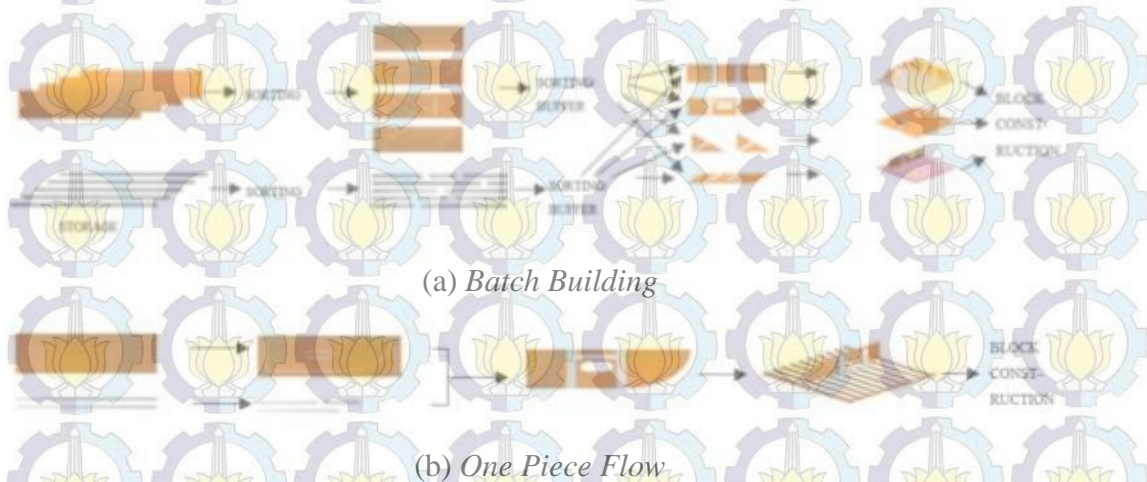 SORTING
SORTING
BUFFER
BLOCK
CONST-
RUCTION
SORTING
SORTING
BUFFER
STORAGE
(a) Batch Building
BLOCK
CONST-
RUCTION
(b) One Piece Flow